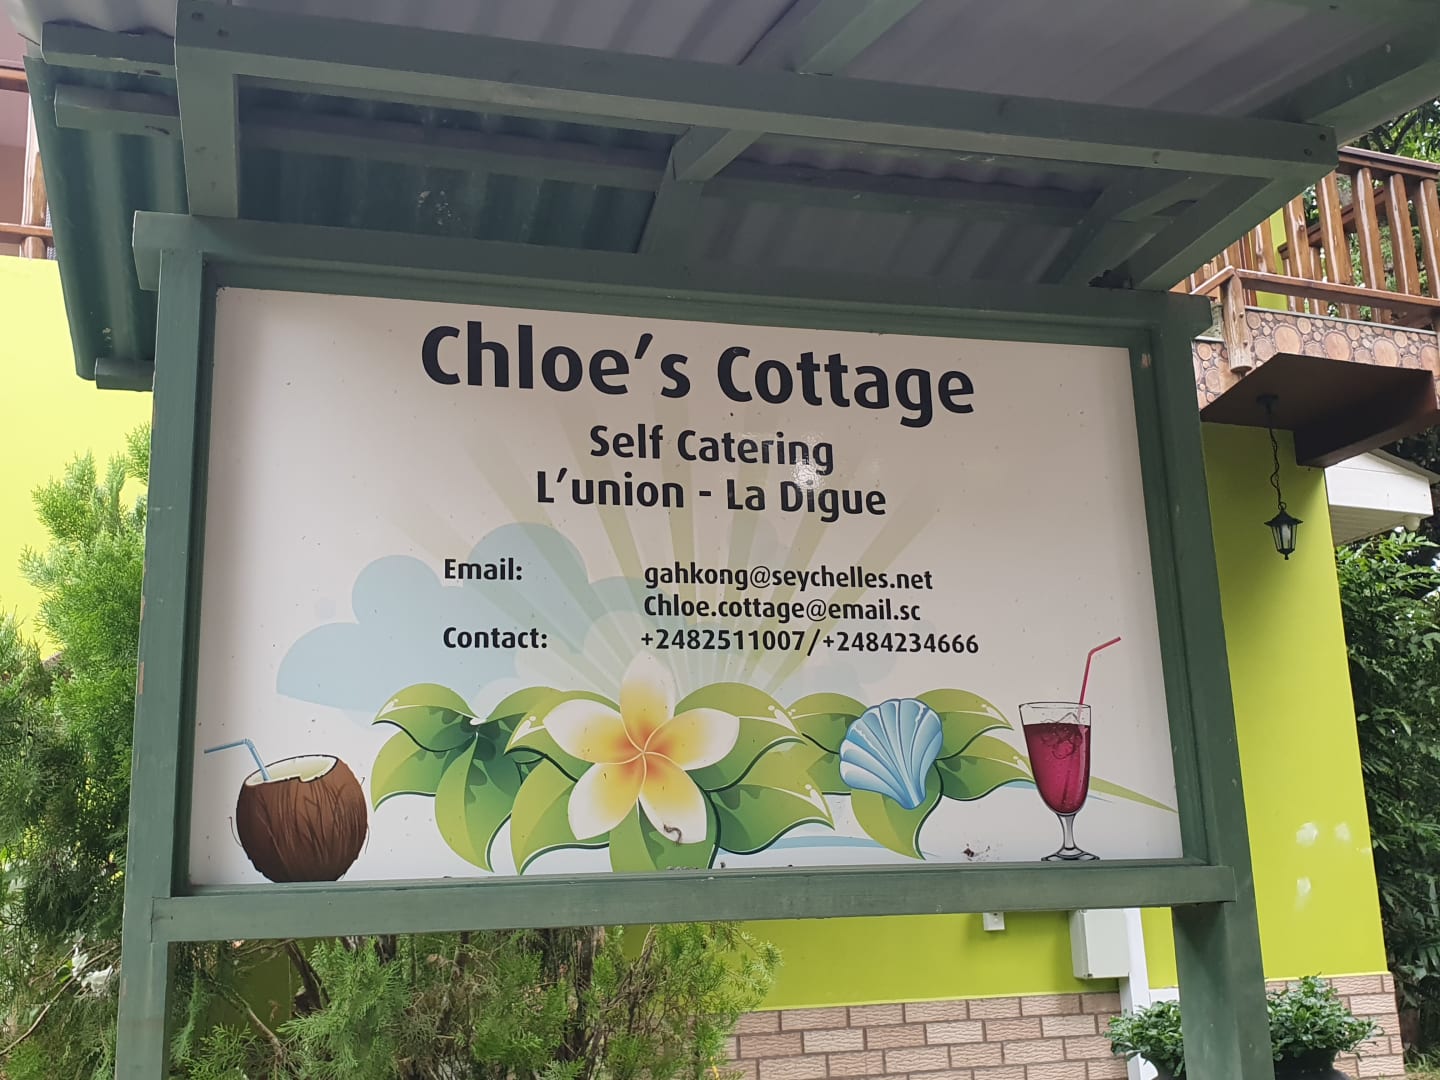 Chloe's Cottage
Self Catering
L'union - La Digue
Email: gahkong@seychelles.net
Chloe.cottage@email.sc
Contact: +2482511007/+2484234666